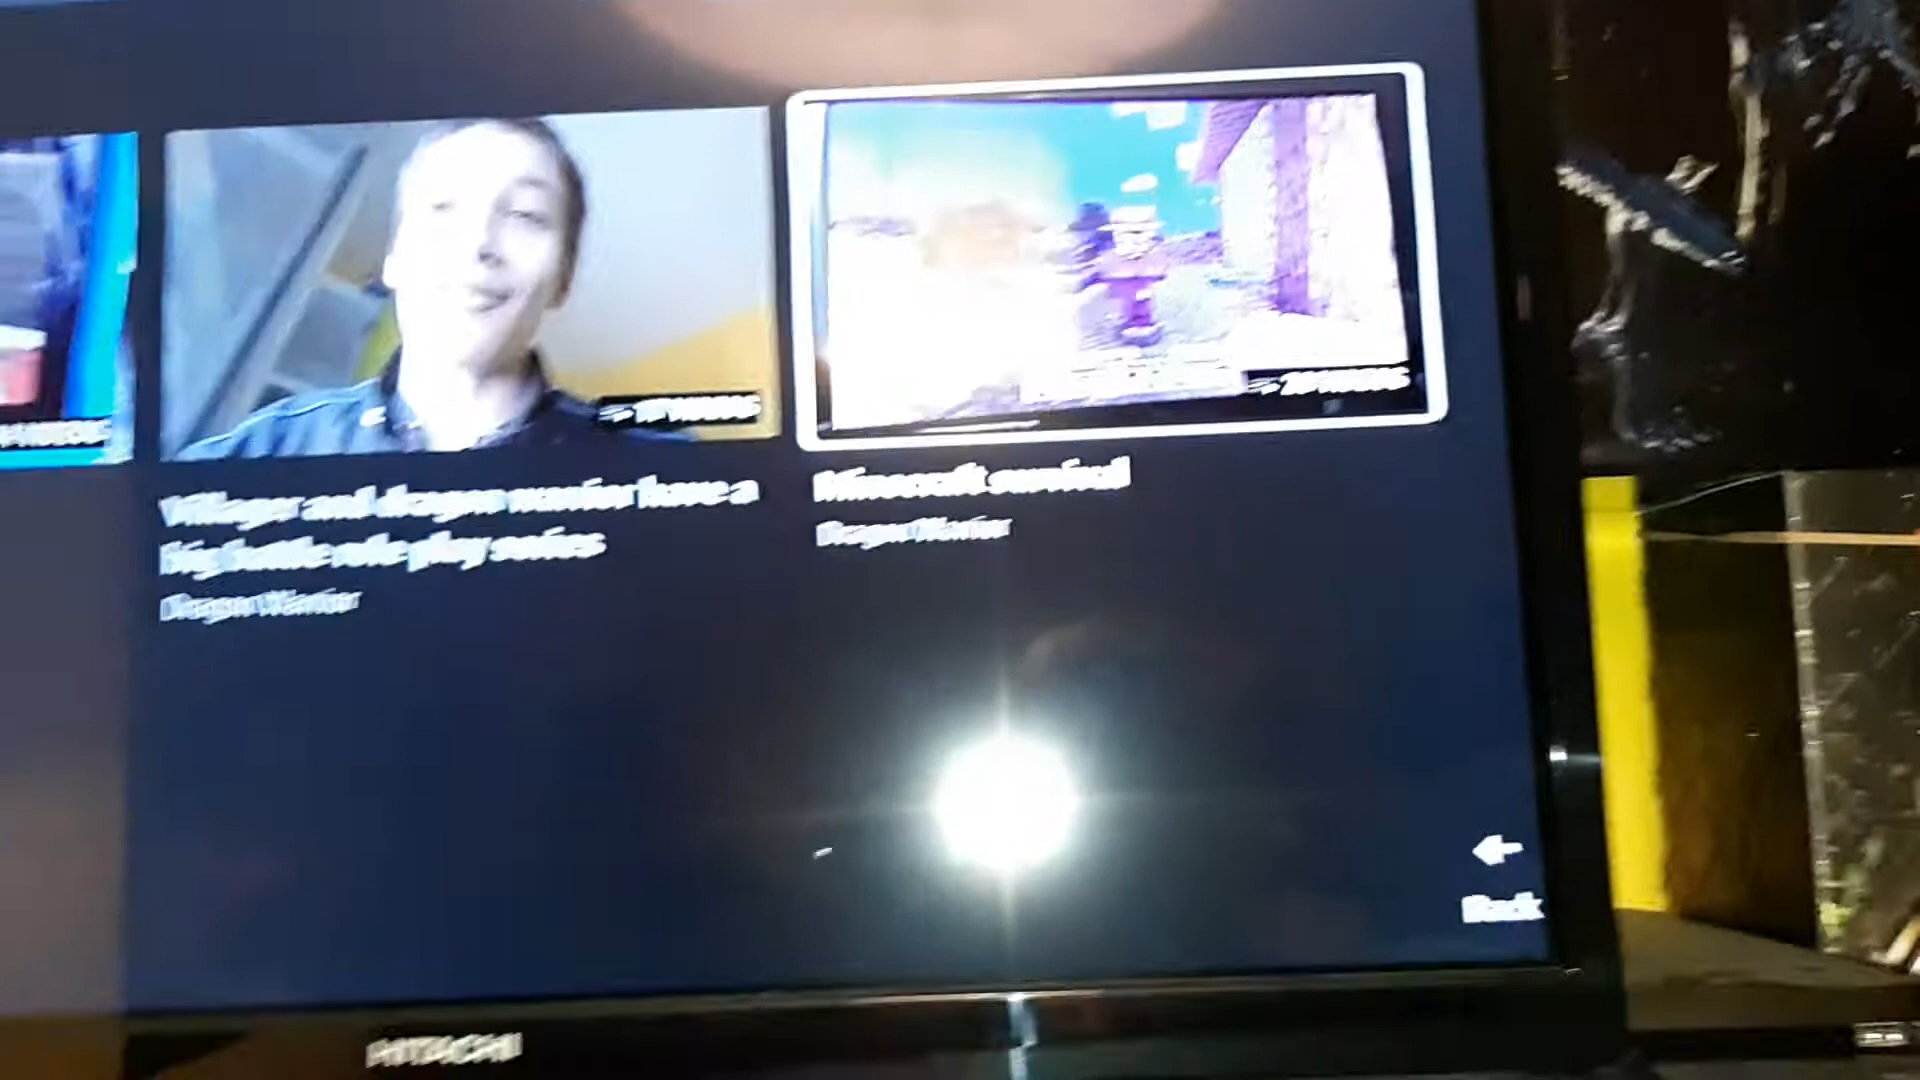 Villager and dragon warrior have a
big battle role play series
Dragon Warrior
Minecraft survival
Dragon Warrior
Back
HITACHI